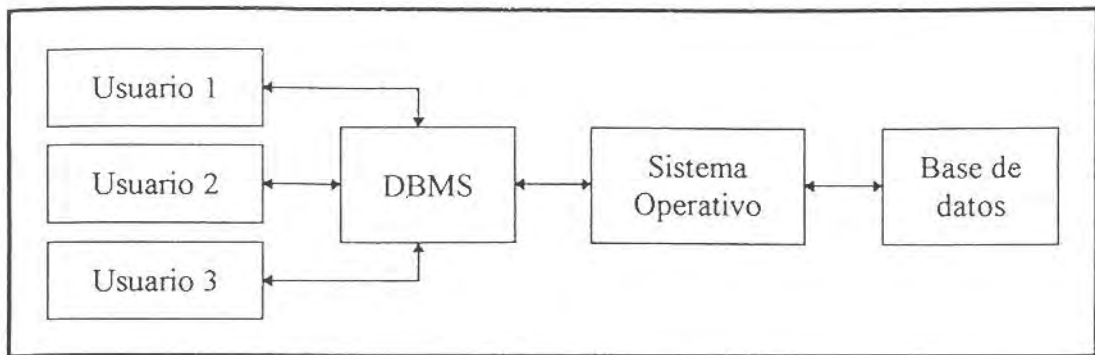 Usuario 1
Usuario 2
Usuario 3
DBMS
Sistema
Operativo
Base de
datos